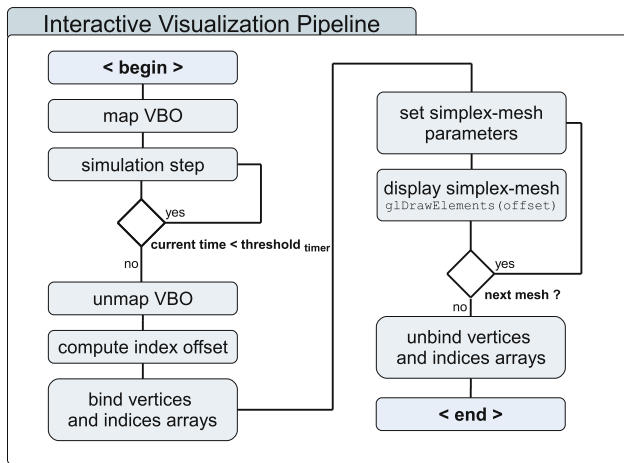 Interactive Visualization Pipeline
< begin >
map VBO
simulation step
yes
current time < threshold timer
no
unmap VBO
compute index offset
bind vertices
and indices arrays
set simplex-mesh
parameters
display simplex-mesh
glDrawElements(offset)
yes
next mesh ?
no
unbind vertices
and indices arrays
< end >